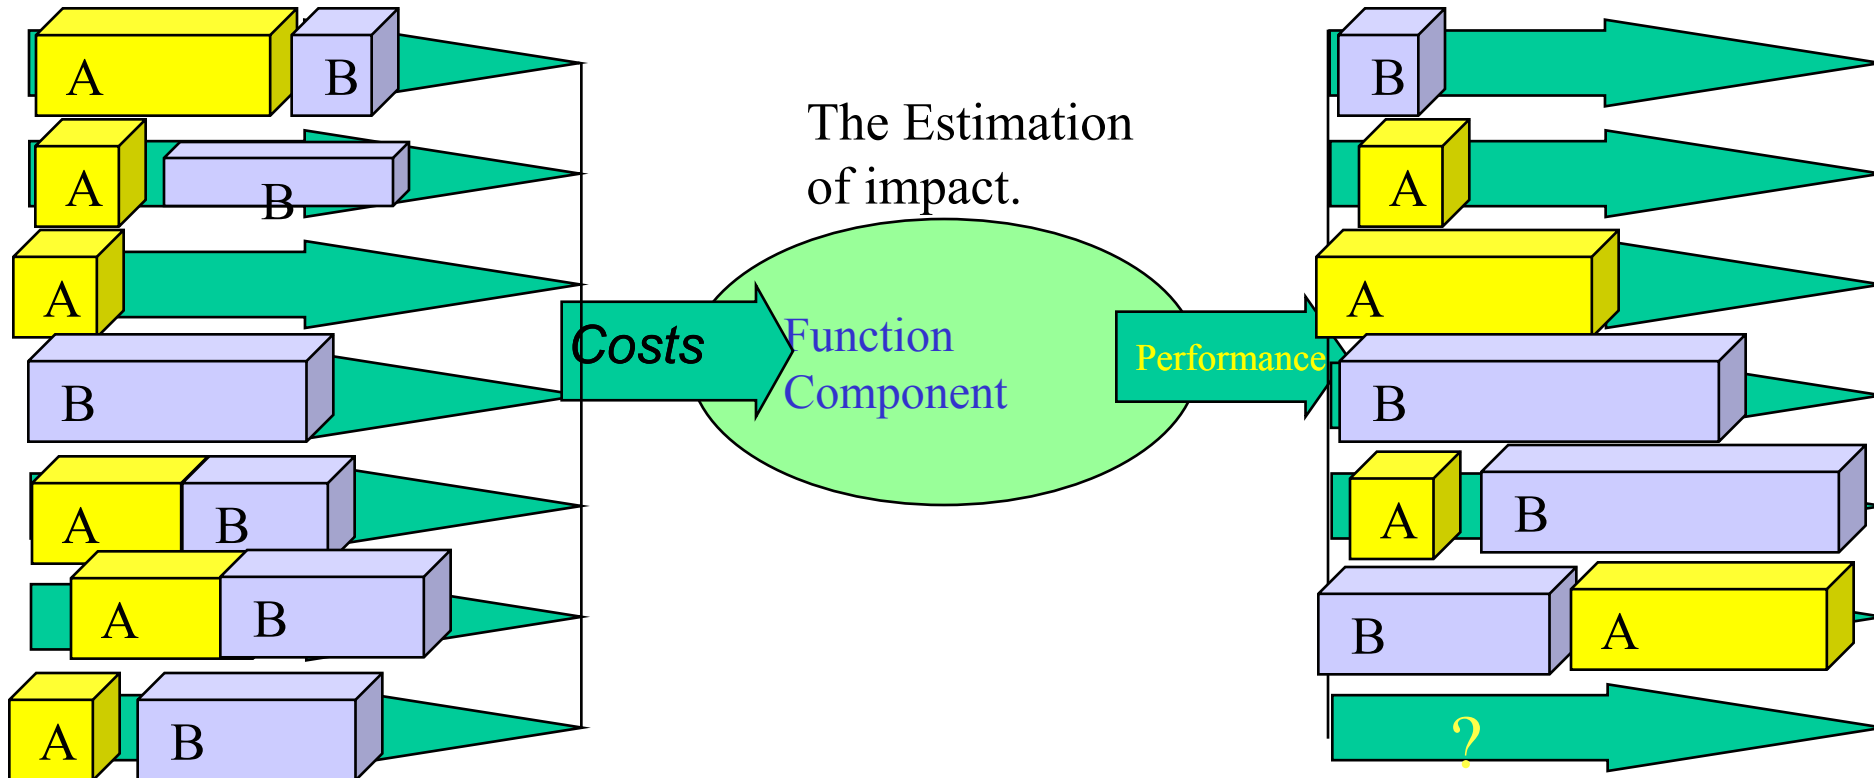 A B
A B
A
B
A B
A B
A B
The Estimation
of impact.
Costs
Function
Component
Performance
B
A
A
B
A B
B A
?